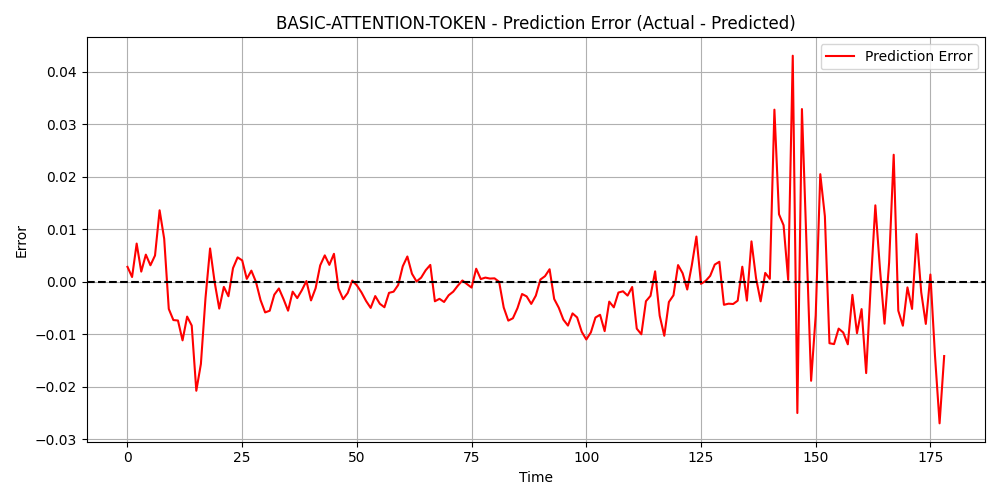 BASIC-ATTENTION-TOKEN - Prediction Error (Actual - Predicted)
Prediction Error
Error
0.04
0.03
0.02
0.01
0.00
−0.01
−0.02
−0.03
0 25 50 75 100 125 150 175
Time